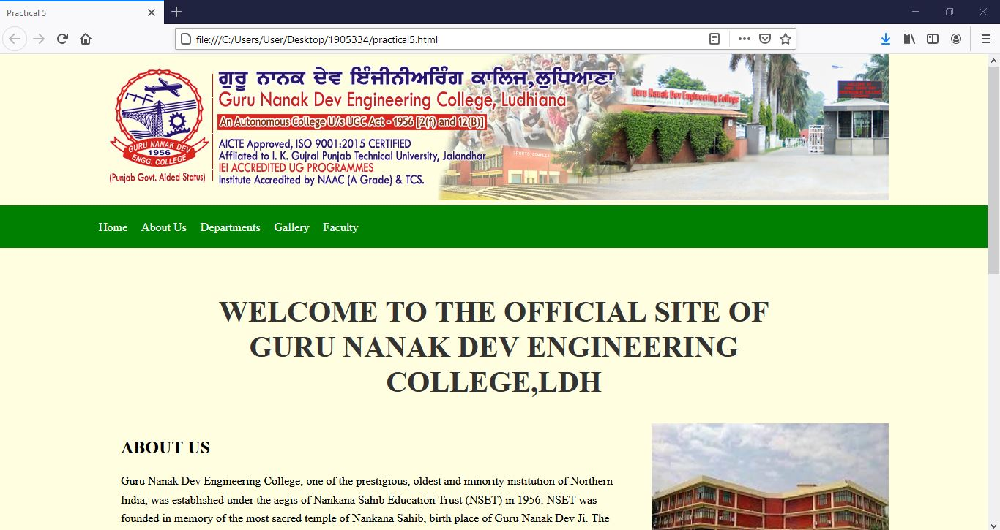 Practical 5
file:///C:/Users/User/Desktop/1905334/practical5.html
ਗੁਰੂ ਨਾਨਕ ਦੇਵ ਇੰਜੀਨੀਅਰਿੰਗ ਕਾਲਿਜ,ਲੁਧਿਆਣਾ
Guru Nanak Dev Engineering College, Ludhiana
An Autonomous College U/s UGC Act - 1956 [2(f) and 12(B)]
AICTE Approved, ISO 9001:2015 CERTIFIED
Affliated to I. K. Gujral Punjab Technical University, Jalandhar
IEI ACCREDITED UG PROGRAMMES
Institute Accredited by NAAC (A Grade) & TCS.
GURU NANAK DEV
1956
ENGG. COLLEGE
(Punjab Govt. Aided Status)
Guru Nanak Dev Engineering College
SPORTS COMPLEX
Home About Us Departments Gallery Faculty
WELCOME TO THE OFFICIAL SITE OF
GURU NANAK DEV ENGINEERING
COLLEGE,LDH
ABOUT US
Guru Nanak Dev Engineering College, one of the prestigious, oldest and minority institution of Northern
India, was established under the aegis of Nankana Sahib Education Trust (NSET) in 1956. NSET was
founded in memory of the most sacred temple of Nankana Sahib, birth place of Guru Nanak Dev Ji. The